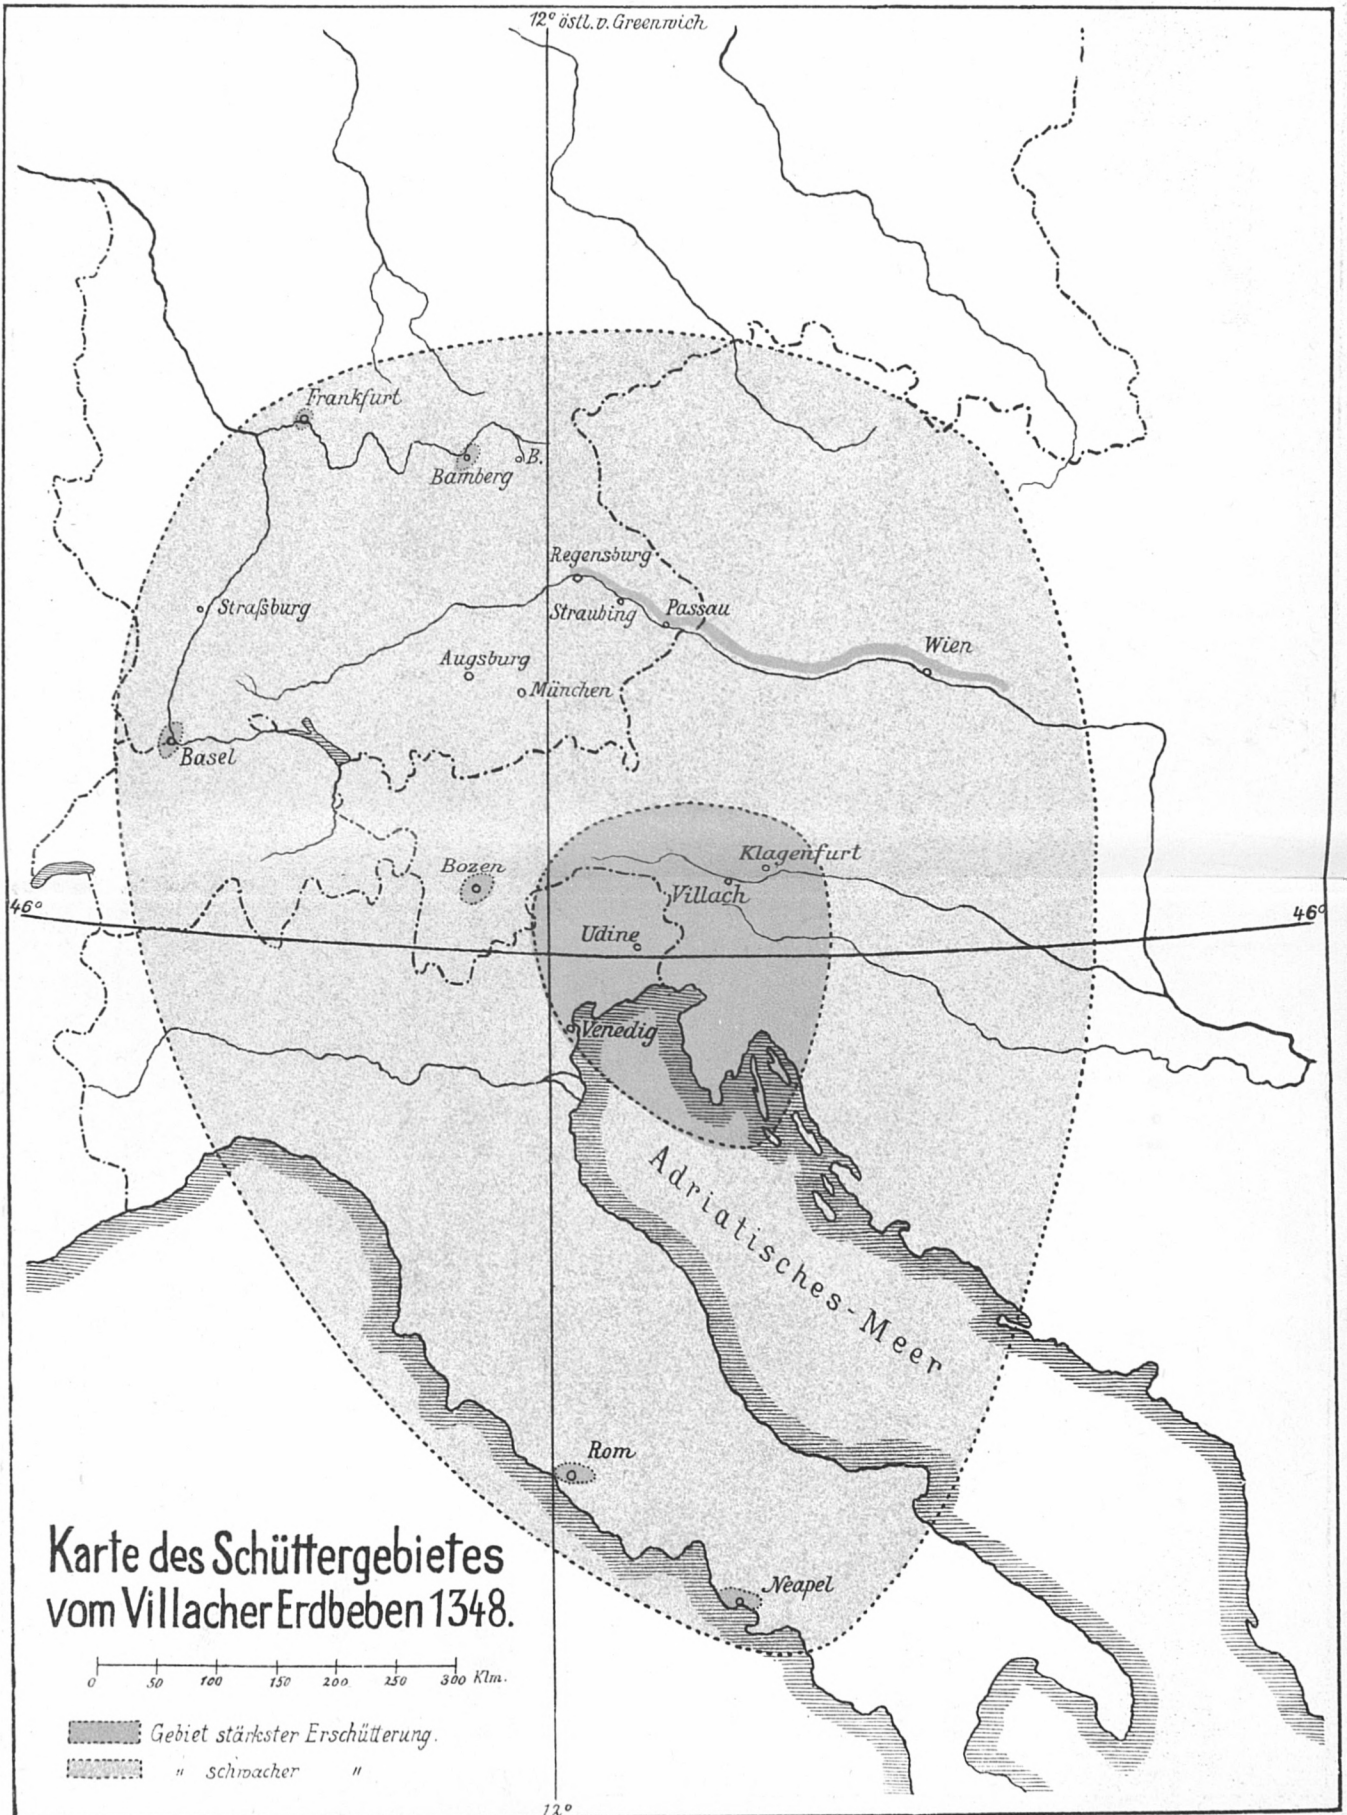 12° östl. v. Greenwich
Frankfurt
Bamberg
B.
Regensburg
Straßburg
Straubing
Passau
Wien
Augsburg
München
Basel
Klagenfurt
Bozen
Villach
46°
46°
Udine
Venedig
Adriatisches-Meer
Rom
Karte des Schüttergebietes
vom Villacher Erdbeben 1348.
Neapel
0 50 100 150 200 250 300 Klm.
Gebiet stärkster Erschütterung.
" schwacher "
12°